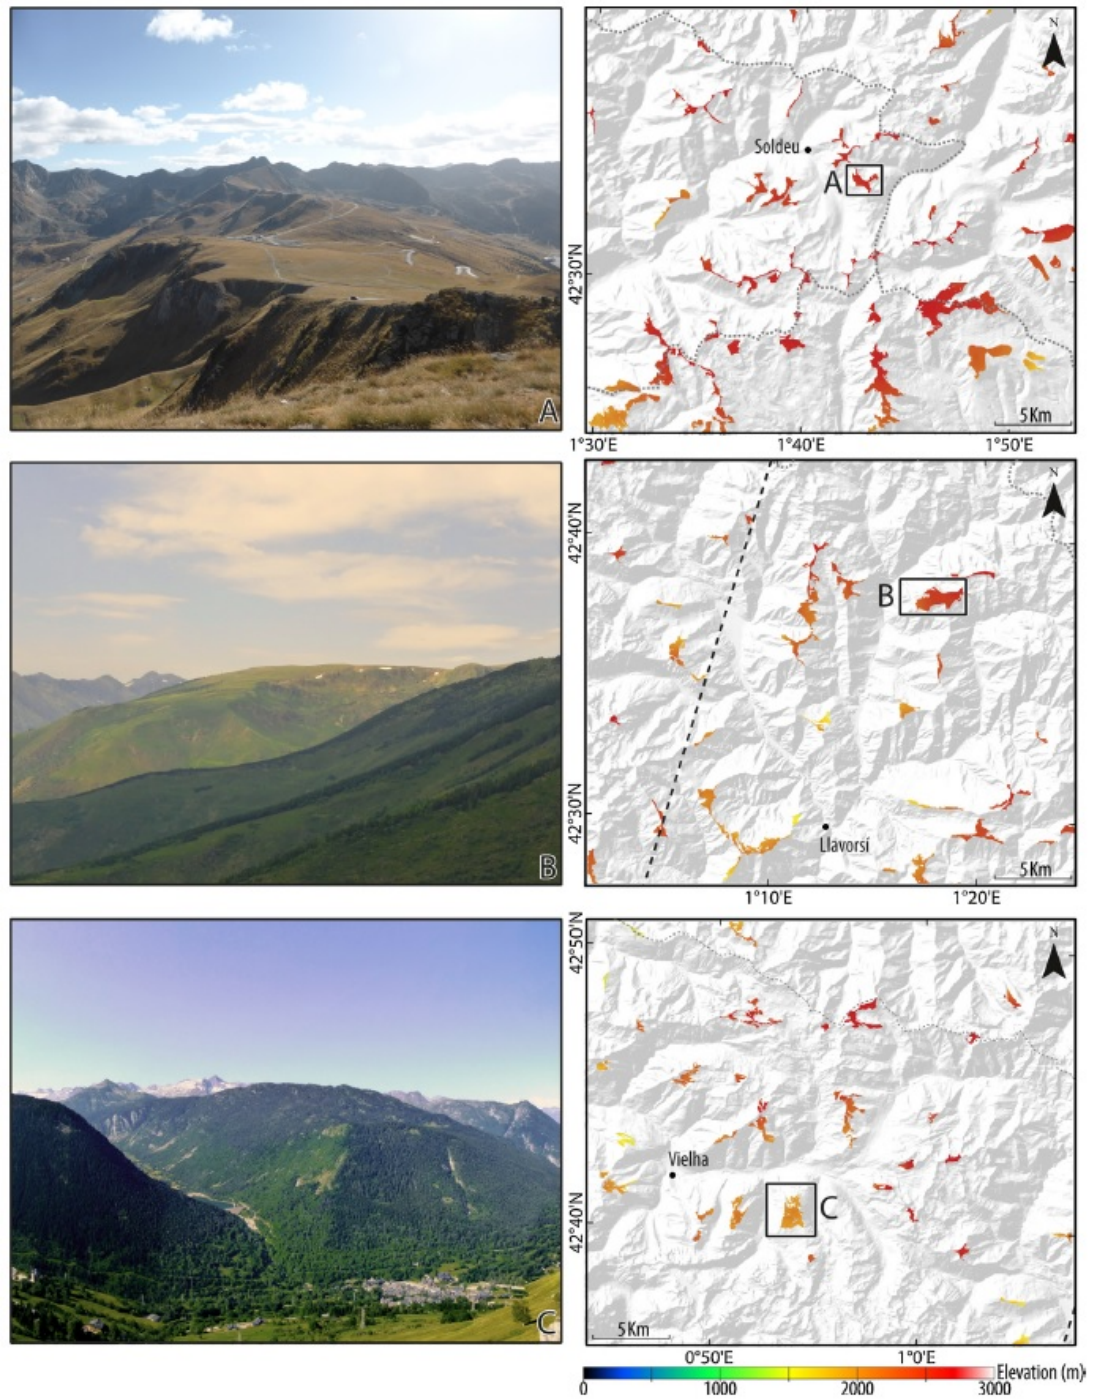 N
Soldeu
A
42°30'N
A
5Km
1°30'E
1°40'E
1°50'E
N
42°40'N
B
42°30'N
Llavorsí
B
5Km
1°10'E
1°20'E
42°50'N
N
Vielha
C
42°40'N
C
5Km
0°50'E
1°0'E
Elevation (m)
0
1000
2000
3000